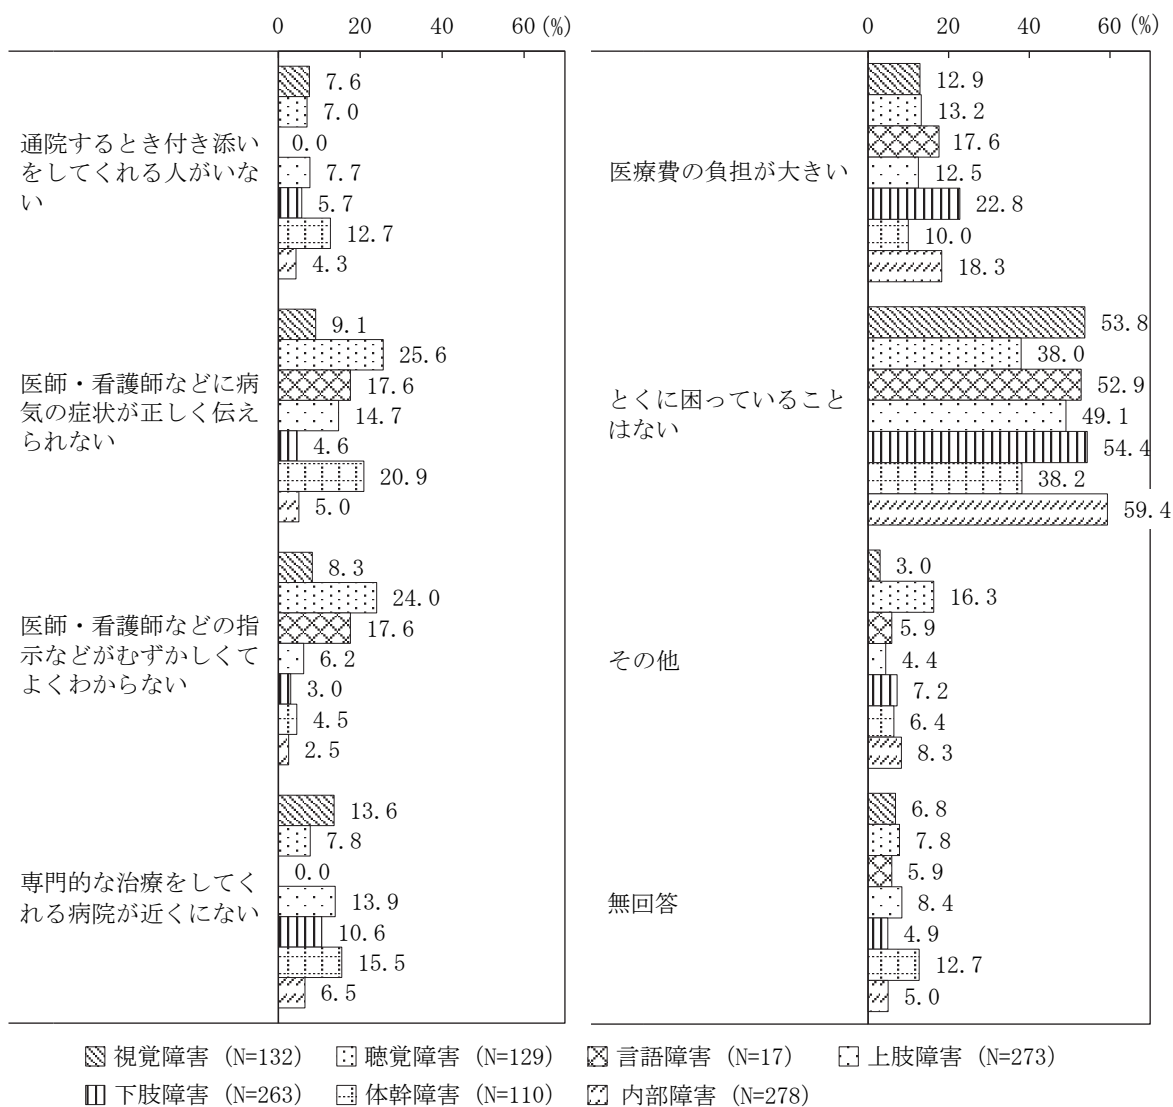 0 20 40 60 (%)
通院するとき付き添い
をしてくれる人がいな
い
7.6
7.0
0.0
7.7
5.7
12.7
4.3
医師・看護師などに病
気の症状が正しく伝え
られない
9.1
25.6
17.6
14.7
4.6
20.9
5.0
医師・看護師などの指
示などがむずかしくて
よくわからない
8.3
24.0
17.6
6.2
3.0
4.5
2.5
専門的な治療をしてく
れる病院が近くにない
13.6
7.8
0.0
13.9
10.6
15.5
6.5
0 20 40 60 (%)
医療費の負担が大きい
12.9
13.2
17.6
12.5
22.8
10.0
18.3
とくに困っていること
はない
53.8
38.0
52.9
49.1
54.4
38.2
59.4
その他
3.0
16.3
5.9
4.4
7.2
6.4
8.3
無回答
6.8
7.8
5.9
8.4
4.9
12.7
5.0
視覚障害 (N=132) 聴覚障害 (N=129) 言語障害 (N=17) 上肢障害 (N=273)
下肢障害 (N=263) 体幹障害 (N=110) 内部障害 (N=278)